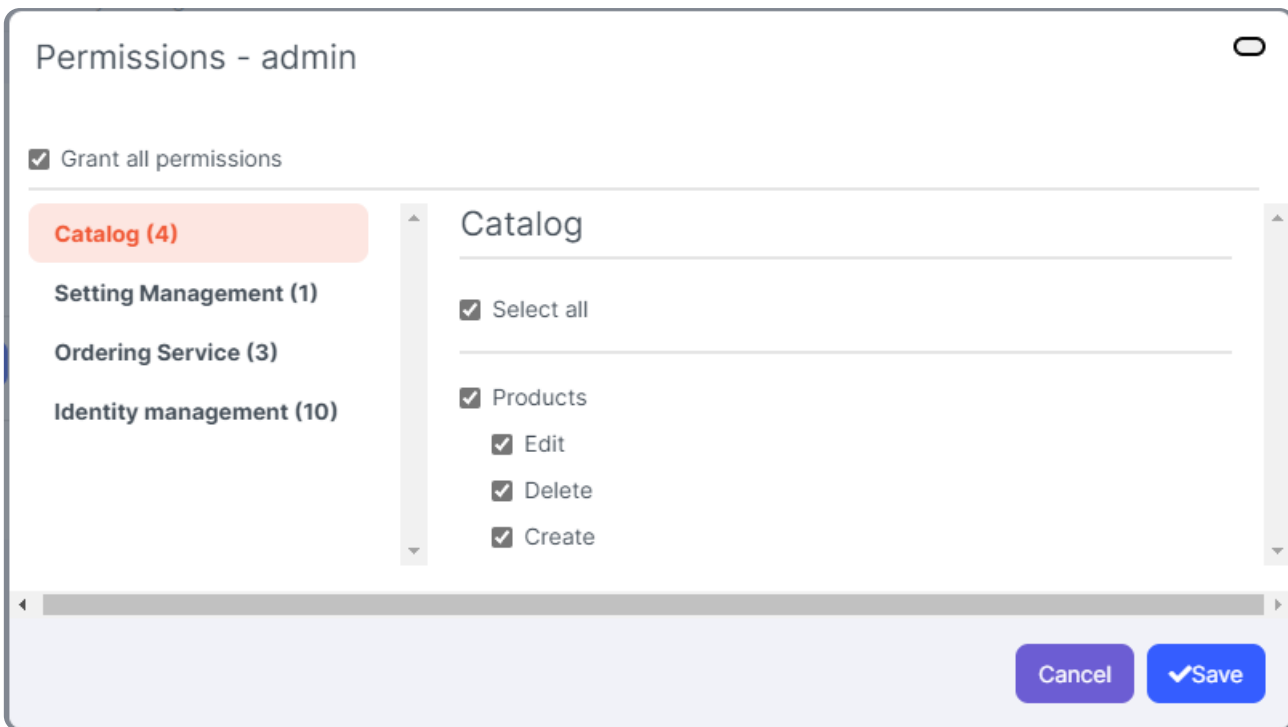 Permissions - admin
Grant all permissions
Catalog (4)
Setting Management (1)
Ordering Service (3)
Identity management (10)
Catalog
Select all
Products
Edit
Delete
Create
Cancel
Save